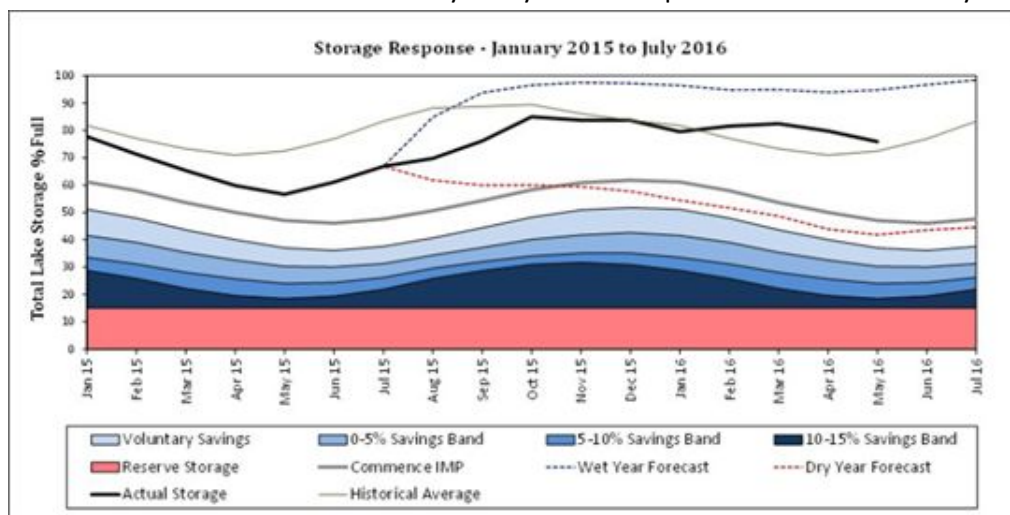 Storage Response - January 2015 to July 2016
Total Lake Storage % Full
100
90
80
70
60
50
40
30
20
10
0
Jan 15
Feb 15
Mar 15
Apr 15
May 15
Jun 15
Jul 15
Aug 15
Sep 15
Oct 15
Nov 15
Dec 15
Jan 16
Feb 16
Mar 16
Apr 16
May 16
Jun 16
Jul 16
Voluntary Savings
0-5% Savings Band
5-10% Savings Band
10-15% Savings Band
Reserve Storage
Commence IMP
Wet Year Forecast
Dry Year Forecast
Actual Storage
Historical Average